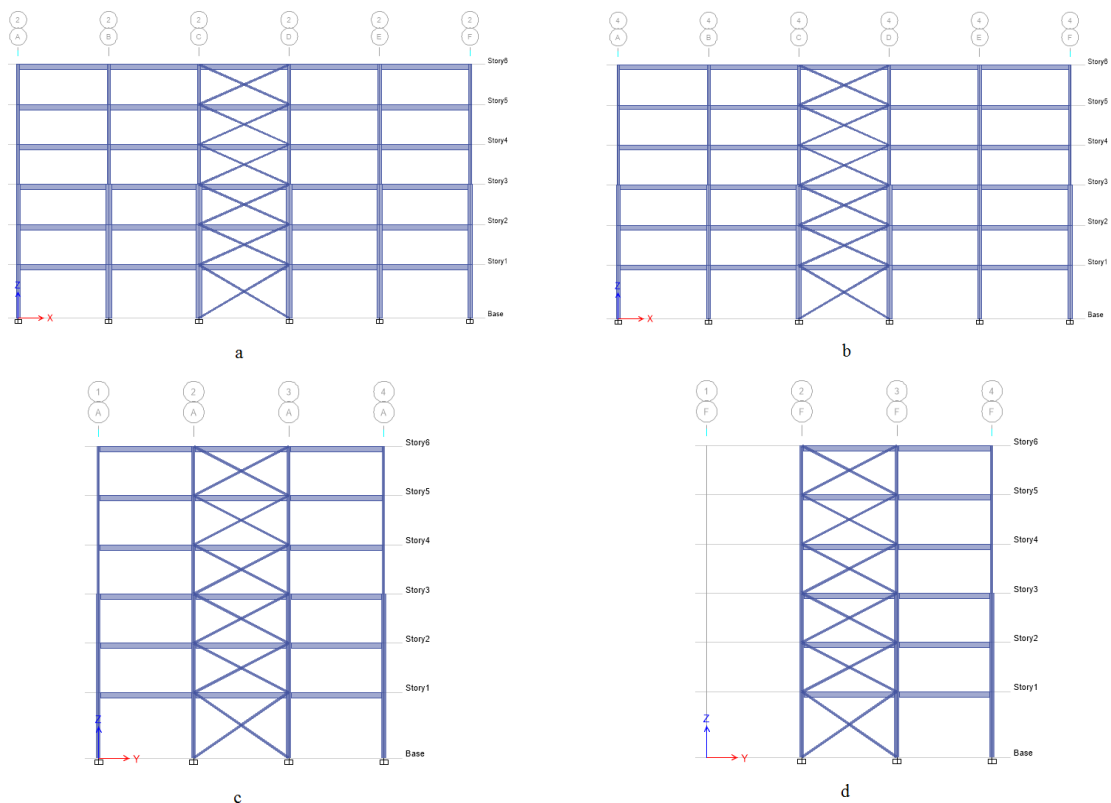 2 2 2 2 2 2
A B C D E F
Story6
Story5
Story4
Story3
Story2
Story1
Z
X
Base
a
4 4 4 4 4 4
A B C D E F
Story6
Story5
Story4
Story3
Story2
Story1
Z
X
Base
b
1 2 3 4
A A A A
Story6
Story5
Story4
Story3
Story2
Story1
Z
Base
Y
c
1 2 3 4
F F F F
Story6
Story5
Story4
Story3
Story2
Story1
Z
Base
Y
d